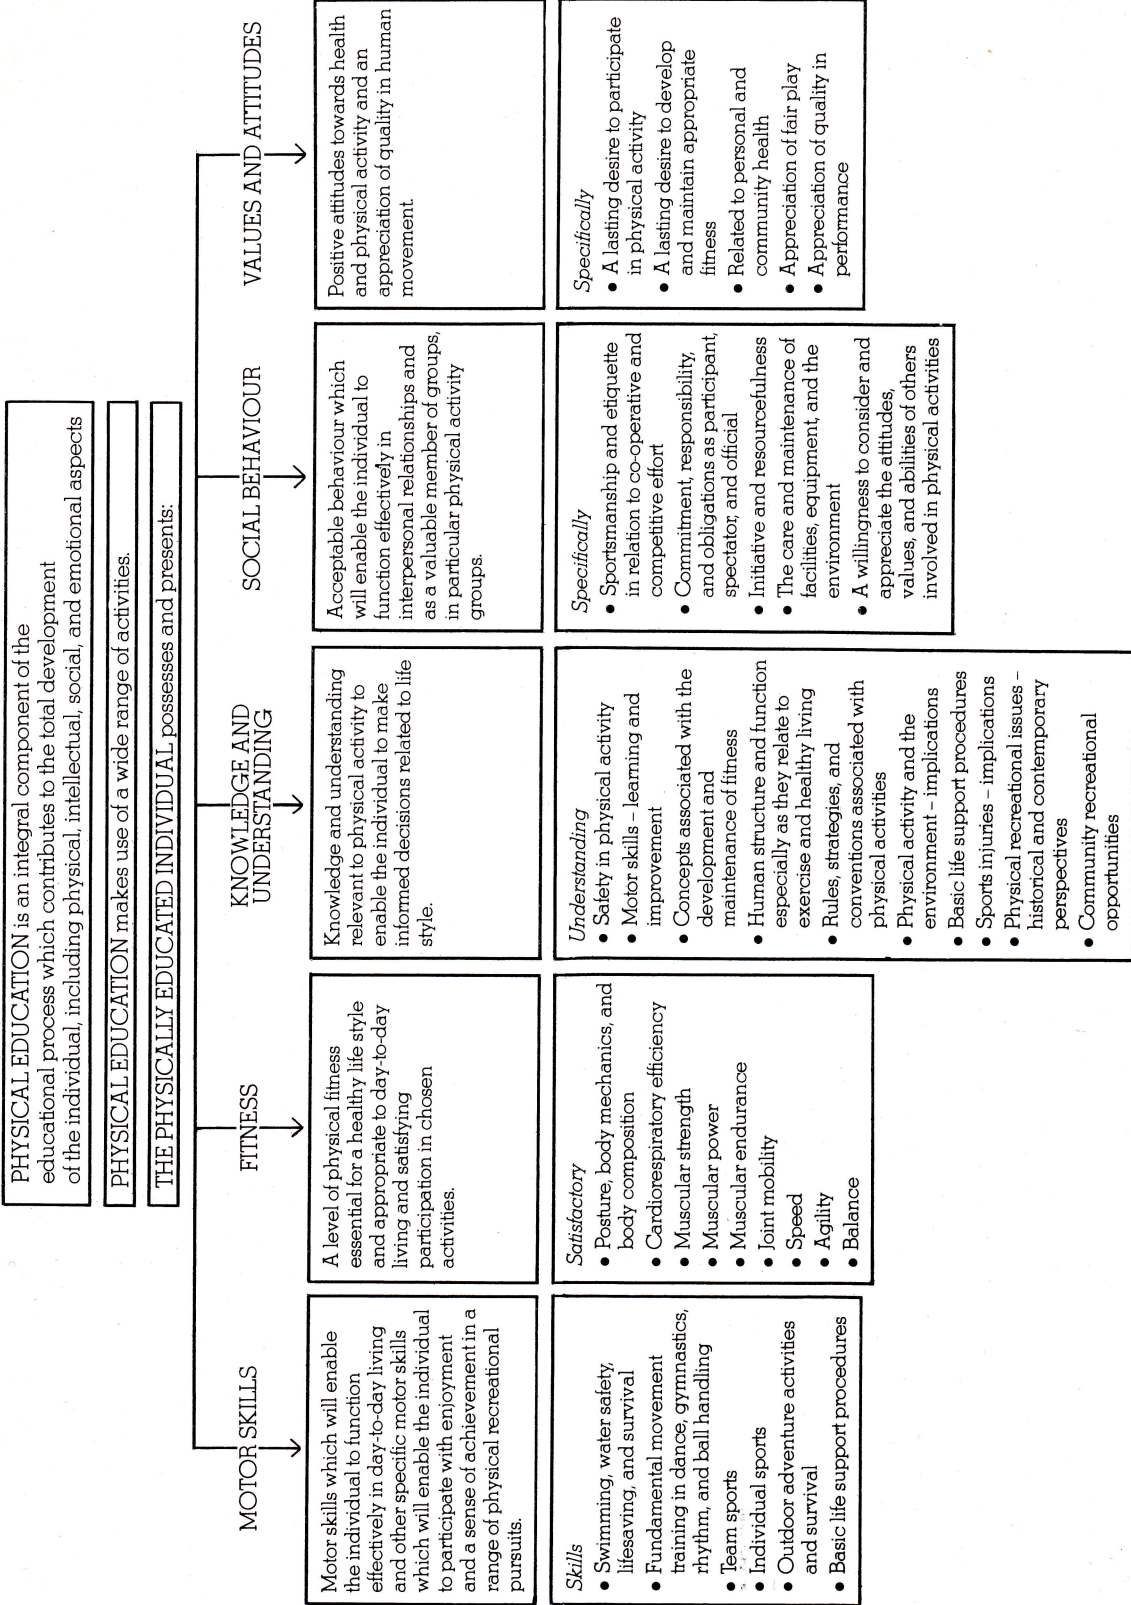 PHYSICAL EDUCATION is an integral component of the
educational process which contributes to the total development
of the individual, including physical, intellectual, social, and emotional aspects
PHYSICAL EDUCATION makes use of a wide range of activities.
THE PHYSICALLY EDUCATED INDIVIDUAL possesses and presents:
MOTOR SKILLS
Motor skills which will enable
the individual to function
effectively in day-to-day living
and other specific motor skills
which will enable the individual
to participate with enjoyment
and a sense of achievement in a
range of physical recreational
pursuits.
Skills
• Swimming, water safety,
lifesaving, and survival
• Fundamental movement
training in dance, gymnastics,
rhythm, and ball handling
• Team sports
• Individual sports
• Outdoor adventure activities
and survival
• Basic life support procedures
FITNESS
A level of physical fitness
essential for a healthy life style
and appropriate to day-to-day
living and satisfying
participation in chosen
activities.
Satisfactory
• Posture, body mechanics, and
body composition
• Cardiorespiratory efficiency
• Muscular strength
• Muscular power
• Muscular endurance
• Joint mobility
• Speed
• Agility
• Balance
KNOWLEDGE AND
UNDERSTANDING
Knowledge and understanding
relevant to physical activity to
enable the individual to make
informed decisions related to life
style.
Understanding
• Safety in physical activity
• Motor skills – learning and
improvement
• Concepts associated with the
development and
maintenance of fitness
• Human structure and function
especially as they relate to
exercise and healthy living
• Rules, strategies, and
conventions associated with
physical activities
• Physical activity and the
environment – implications
• Basic life support procedures
• Sports injuries – implications
• Physical recreational issues –
historical and contemporary
perspectives
• Community recreational
opportunities
SOCIAL BEHAVIOUR
Acceptable behaviour which
will enable the individual to
function effectively in
interpersonal relationships and
as a valuable member of groups,
in particular physical activity
groups.
Specifically
• Sportsmanship and etiquette
in relation to co-operative and
competitive effort
• Commitment, responsibility,
and obligations as participant,
spectator, and official
• Initiative and resourcefulness
• The care and maintenance of
facilities, equipment, and the
environment
• A willingness to consider and
appreciate the attitudes,
values, and abilities of others
involved in physical activities
VALUES AND ATTITUDES
Positive attitudes towards health
and physical activity and an
appreciation of quality in human
movement.
Specifically
• A lasting desire to participate
in physical activity
• A lasting desire to develop
and maintain appropriate
fitness
• Related to personal and
community health
• Appreciation of fair play
• Appreciation of quality in
performance